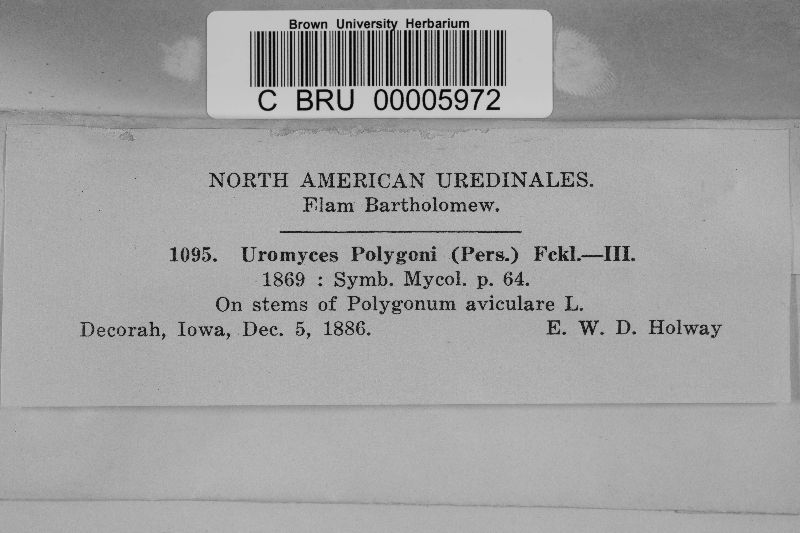 Brown University Herbarium
C BRU 00005972
NORTH AMERICAN UREDINALES.
Elam Bartholomew.
1095. Uromyces Polygoni (Pers.) Fckl.—III.
1869 : Symb. Mycol. p. 64.
On stems of Polygonum aviculare L.
Decorah, Iowa, Dec. 5, 1886. E. W. D. Holway